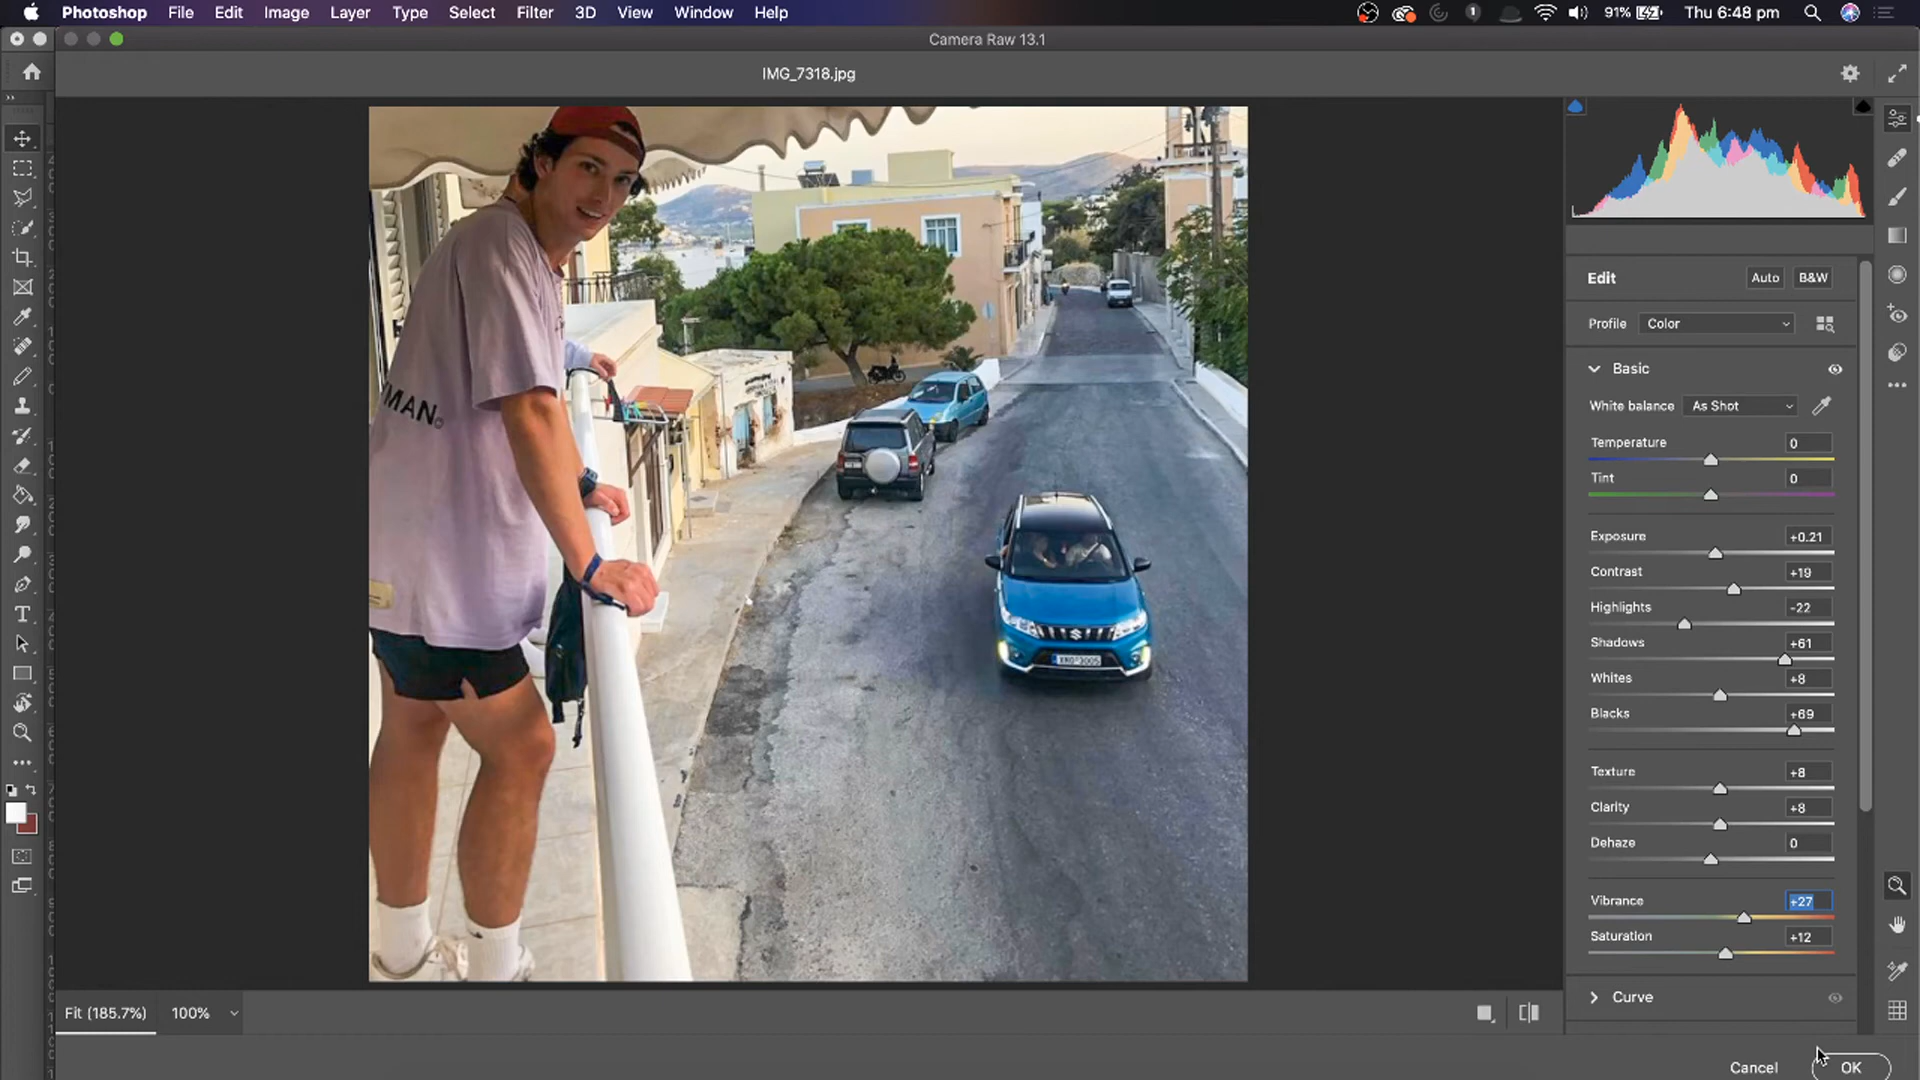 Photoshop File Edit Image Layer Type Select Filter 3D View Window Help 91% Thu 6:48 pm
Camera Raw 13.1
IMG_7318.jpg
Edit Auto B&W
Profile Color
Basic
White balance As Shot
Temperature 0
Tint 0
Exposure +0.21
Contrast +19
Highlights -22
Shadows +61
Whites +8
Blacks +69
Texture +8
Clarity +8
Dehaze 0
Vibrance +27
Saturation +12
Curve
MAN
Fit (185.7%) 100%
Cancel OK